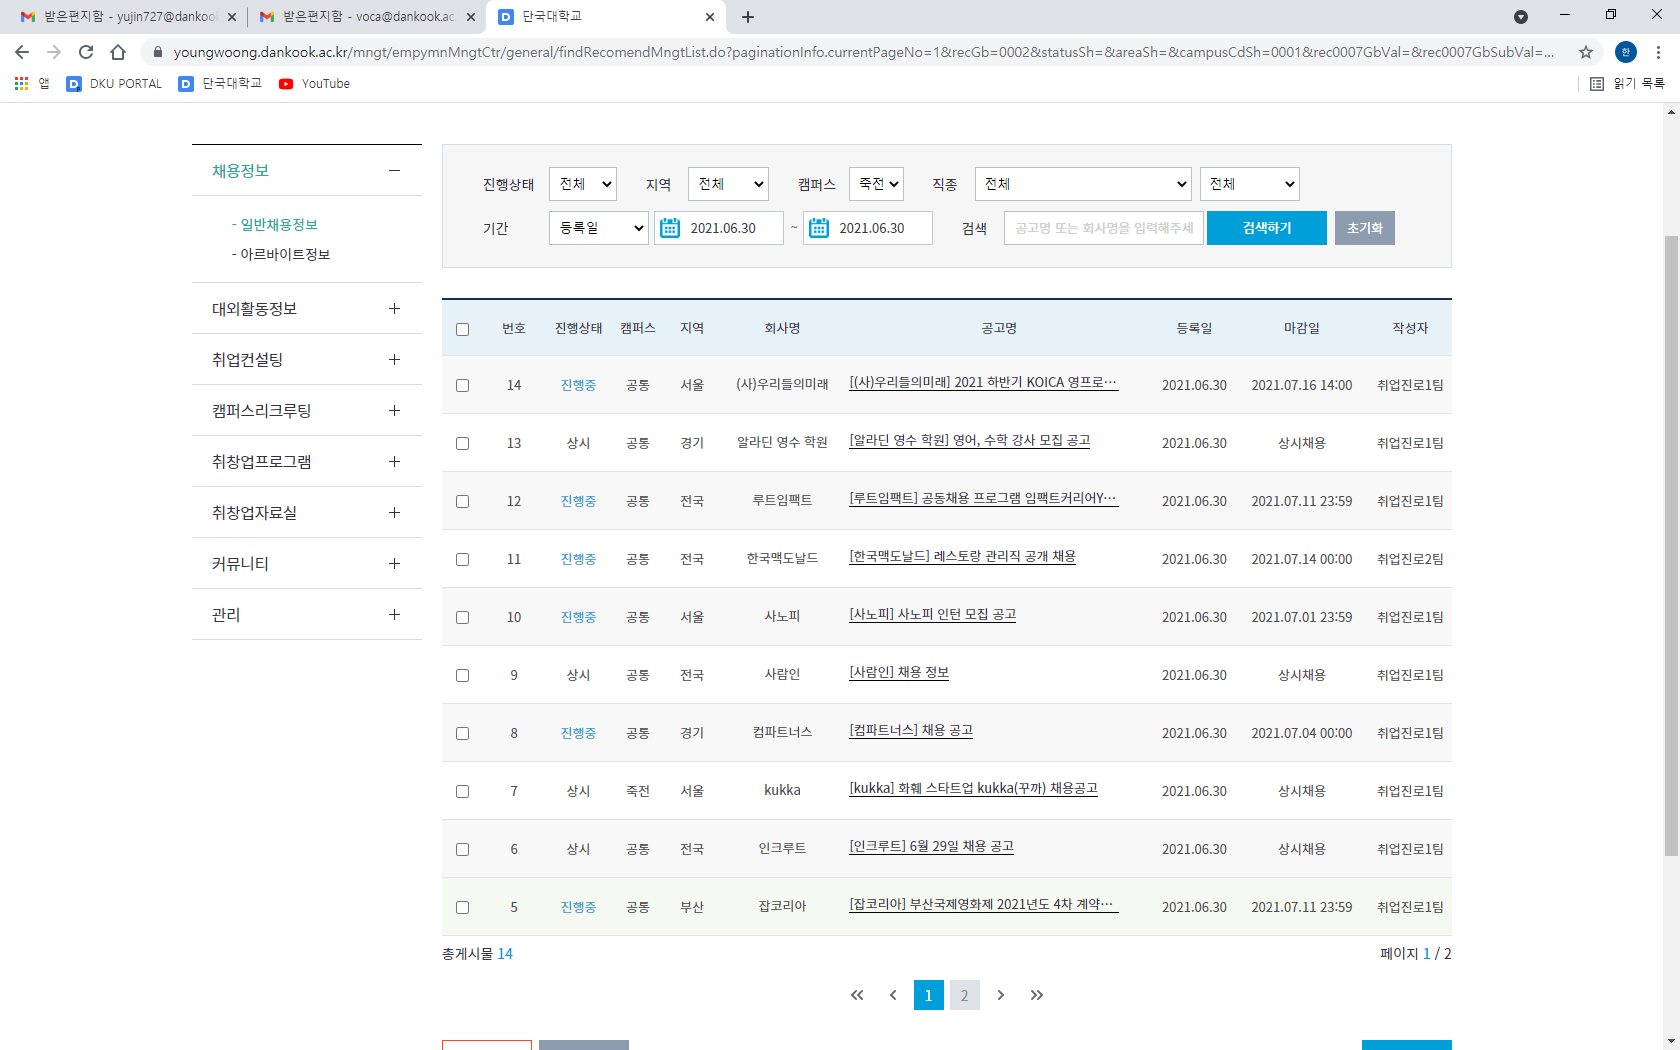 받은편지함 - yujin727@dankook
받은편지함 - voca@dankook.ac.
단국대학교
youngwoong.dankook.ac.kr/mngt/empymnMngtCtr/general/findRecomendMngtList.do?paginationInfo.currentPageNo=1&recGb=0002&statusSh=&areaSh=&campusCdSh=0001&rec0007GbVal=&rec0007GbSubVal=...
한
앱 DKU PORTAL 단국대학교 YouTube 읽기 목록
채용정보
- 일반채용정보
- 아르바이트정보
대외활동정보
취업컨설팅
캠퍼스리크루팅
취창업프로그램
취창업자료실
커뮤니티
관리
진행상태 전체 지역 전체 캠퍼스 죽전 직종 전체 전체
기간 등록일 2021.06.30 ~ 2021.06.30 검색 공고명 또는 회사명을 입력해주세 검색하기 초기화
번호 진행상태 캠퍼스 지역 회사명 공고명 등록일 마감일 작성자
14 진행중 공통 서울 (사)우리들의미래 [(사)우리들의미래] 2021 하반기 KOICA 영프로… 2021.06.30 2021.07.16 14:00 취업진로1팀
13 상시 공통 경기 알라딘 영수 학원 [알라딘 영수 학원] 영어, 수학 강사 모집 공고 2021.06.30 상시채용 취업진로1팀
12 진행중 공통 전국 루트임팩트 [루트임팩트] 공동채용 프로그램 임팩트커리어Y… 2021.06.30 2021.07.11 23:59 취업진로1팀
11 진행중 공통 전국 한국맥도날드 [한국맥도날드] 레스토랑 관리직 공개 채용 2021.06.30 2021.07.14 00:00 취업진로2팀
10 진행중 공통 서울 사노피 [사노피] 사노피 인턴 모집 공고 2021.06.30 2021.07.01 23:59 취업진로1팀
9 상시 공통 전국 사람인 [사람인] 채용 정보 2021.06.30 상시채용 취업진로1팀
8 진행중 공통 경기 컴파트너스 [컴파트너스] 채용 공고 2021.06.30 2021.07.04 00:00 취업진로1팀
7 상시 죽전 서울 kukka [kukka] 화훼 스타트업 kukka(꾸까) 채용공고 2021.06.30 상시채용 취업진로1팀
6 상시 공통 전국 인크루트 [인크루트] 6월 29일 채용 공고 2021.06.30 상시채용 취업진로1팀
5 진행중 공통 부산 잡코리아 [잡코리아] 부산국제영화제 2021년도 4차 계약… 2021.06.30 2021.07.11 23:59 취업진로1팀
총게시물 14 페이지 1 / 2
1 2